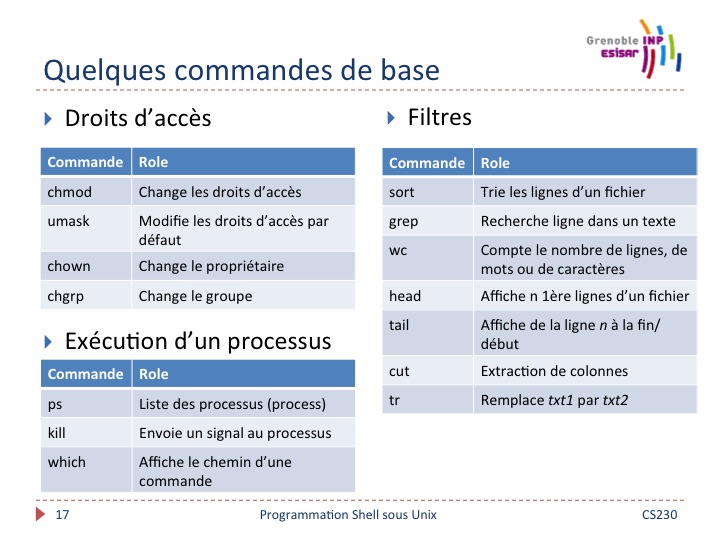 Grenoble INP
ESISAR
Quelques commandes de base
Droits d'accès
Commande Role
chmod Change les droits d'accès
umask Modifie les droits d'accès par
défaut
chown Change le propriétaire
chgrp Change le groupe
Exécution d'un processus
Commande Role
ps Liste des processus (process)
kill Envoie un signal au processus
which Affiche le chemin d'une
commande
Filtres
Commande Role
sort Trie les lignes d'un fichier
grep Recherche ligne dans un texte
wc Compte le nombre de lignes, de
mots ou de caractères
head Affiche n 1ère lignes d'un fichier
tail Affiche de la ligne n à la fin/
début
cut Extraction de colonnes
tr Remplace txt1 par txt2
17 Programmation Shell sous Unix CS230